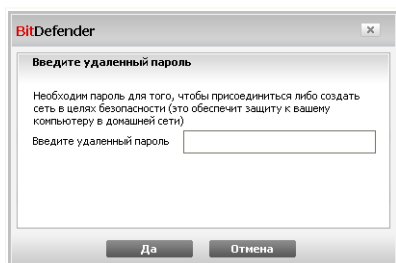 BitDefender
Введите удаленный пароль
Необходим пароль для того, чтобы присоединиться либо создать
сеть в целях безопасности (это обеспечит защиту к вашему
компьютеру в домашней сети)
Введите удаленный пароль
Да
Отмена